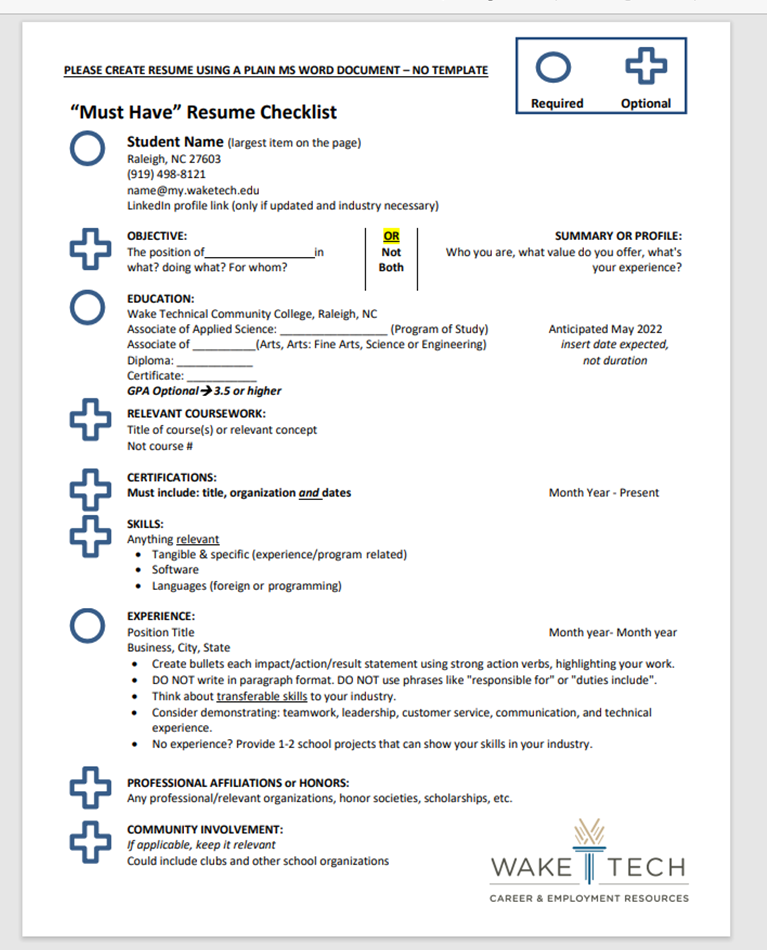 PLEASE CREATE RESUME USING A PLAIN MS WORD DOCUMENT – NO TEMPLATE
Required Optional
“Must Have” Resume Checklist
Student Name (largest item on the page)
Raleigh, NC 27603
(919) 498-8121
name@my.waketech.edu
LinkedIn profile link (only if updated and industry necessary)
OBJECTIVE:
The position of__________________in
what? doing what? For whom?
OR
Not
Both
SUMMARY OR PROFILE:
Who you are, what value do you offer, what's
your experience?
EDUCATION:
Wake Technical Community College, Raleigh, NC
Associate of Applied Science: _________________ (Program of Study) Anticipated May 2022
Associate of __________(Arts, Arts: Fine Arts, Science or Engineering) insert date expected,
Diploma: ____________ not duration
Certificate: ___________
GPA Optional→3.5 or higher
RELEVANT COURSEWORK:
Title of course(s) or relevant concept
Not course #
CERTIFICATIONS:
Must include: title, organization and dates Month Year - Present
SKILLS:
Anything relevant
• Tangible & specific (experience/program related)
• Software
• Languages (foreign or programming)
EXPERIENCE:
Position Title Month year- Month year
Business, City, State
• Create bullets each impact/action/result statement using strong action verbs, highlighting your work.
• DO NOT write in paragraph format. DO NOT use phrases like "responsible for" or "duties include".
• Think about transferable skills to your industry.
• Consider demonstrating: teamwork, leadership, customer service, communication, and technical
experience.
• No experience? Provide 1-2 school projects that can show your skills in your industry.
PROFESSIONAL AFFILIATIONS or HONORS:
Any professional/relevant organizations, honor societies, scholarships, etc.
COMMUNITY INVOLVEMENT:
If applicable, keep it relevant
Could include clubs and other school organizations
WAKE TECH
CAREER & EMPLOYMENT RESOURCES